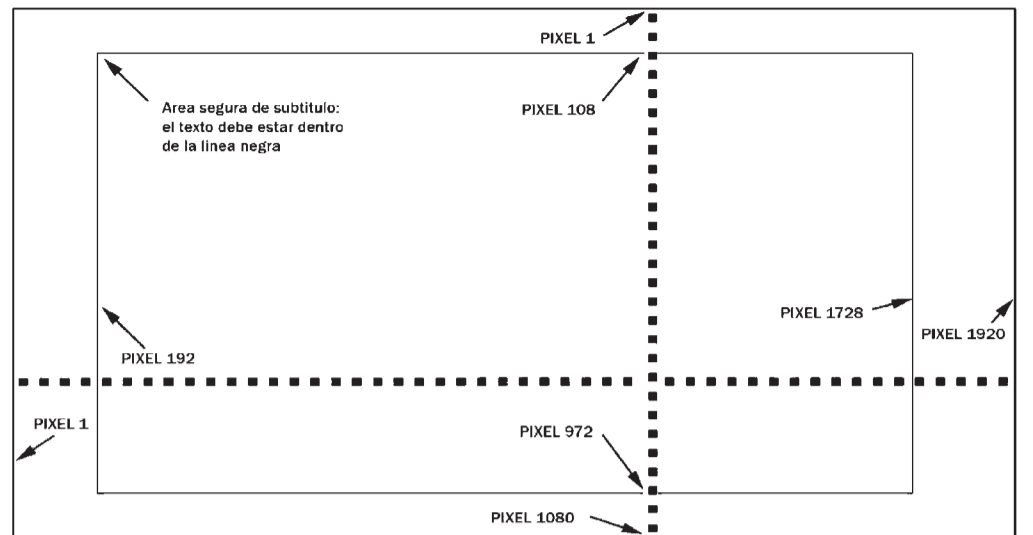 PIXEL 1
PIXEL 108
Area segura de subtitulo:
el texto debe estar dentro
de la linea negra
PIXEL 1728
PIXEL 1920
PIXEL 192
PIXEL 1
PIXEL 972
PIXEL 1080